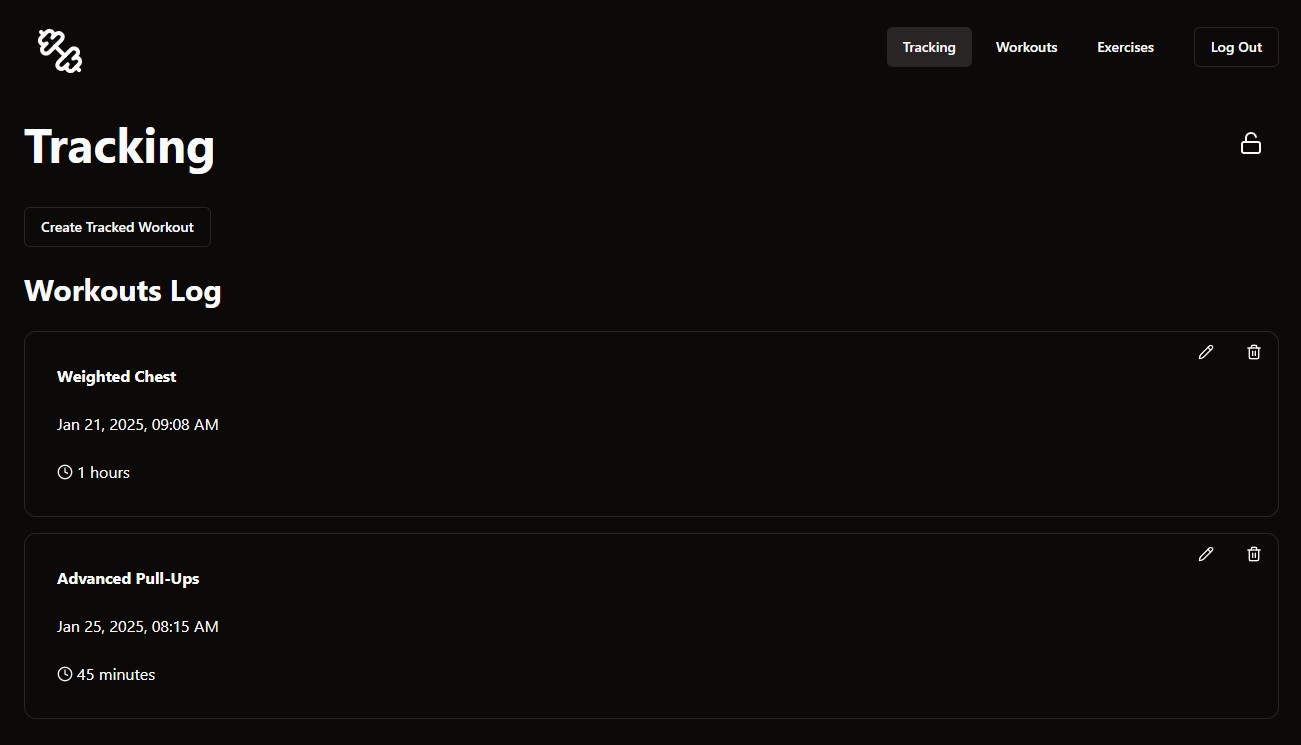 Tracking
Workouts
Exercises
Log Out
Tracking
Create Tracked Workout
Workouts Log
Weighted Chest
Jan 21, 2025, 09:08 AM
1 hours
Advanced Pull-Ups
Jan 25, 2025, 08:15 AM
45 minutes